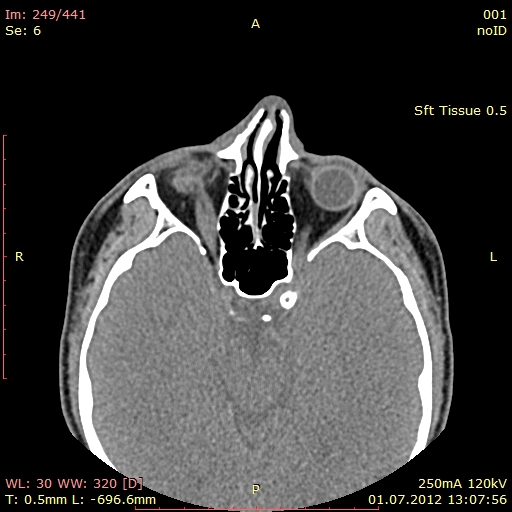 Im: 249/441
Se: 6
A
001
noID
Sft Tissue 0.5
R
L
WL: 30 WW: 320 [D]
T: 0.5mm L: -696.6mm
P
250mA 120kV
01.07.2012 13:07:56